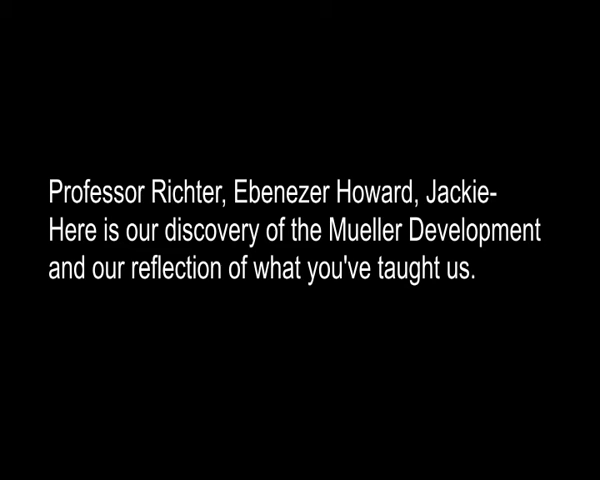 Professor Richter, Ebenezer Howard, Jackie-
Here is our discovery of the Mueller Development
and our reflection of what you've taught us.